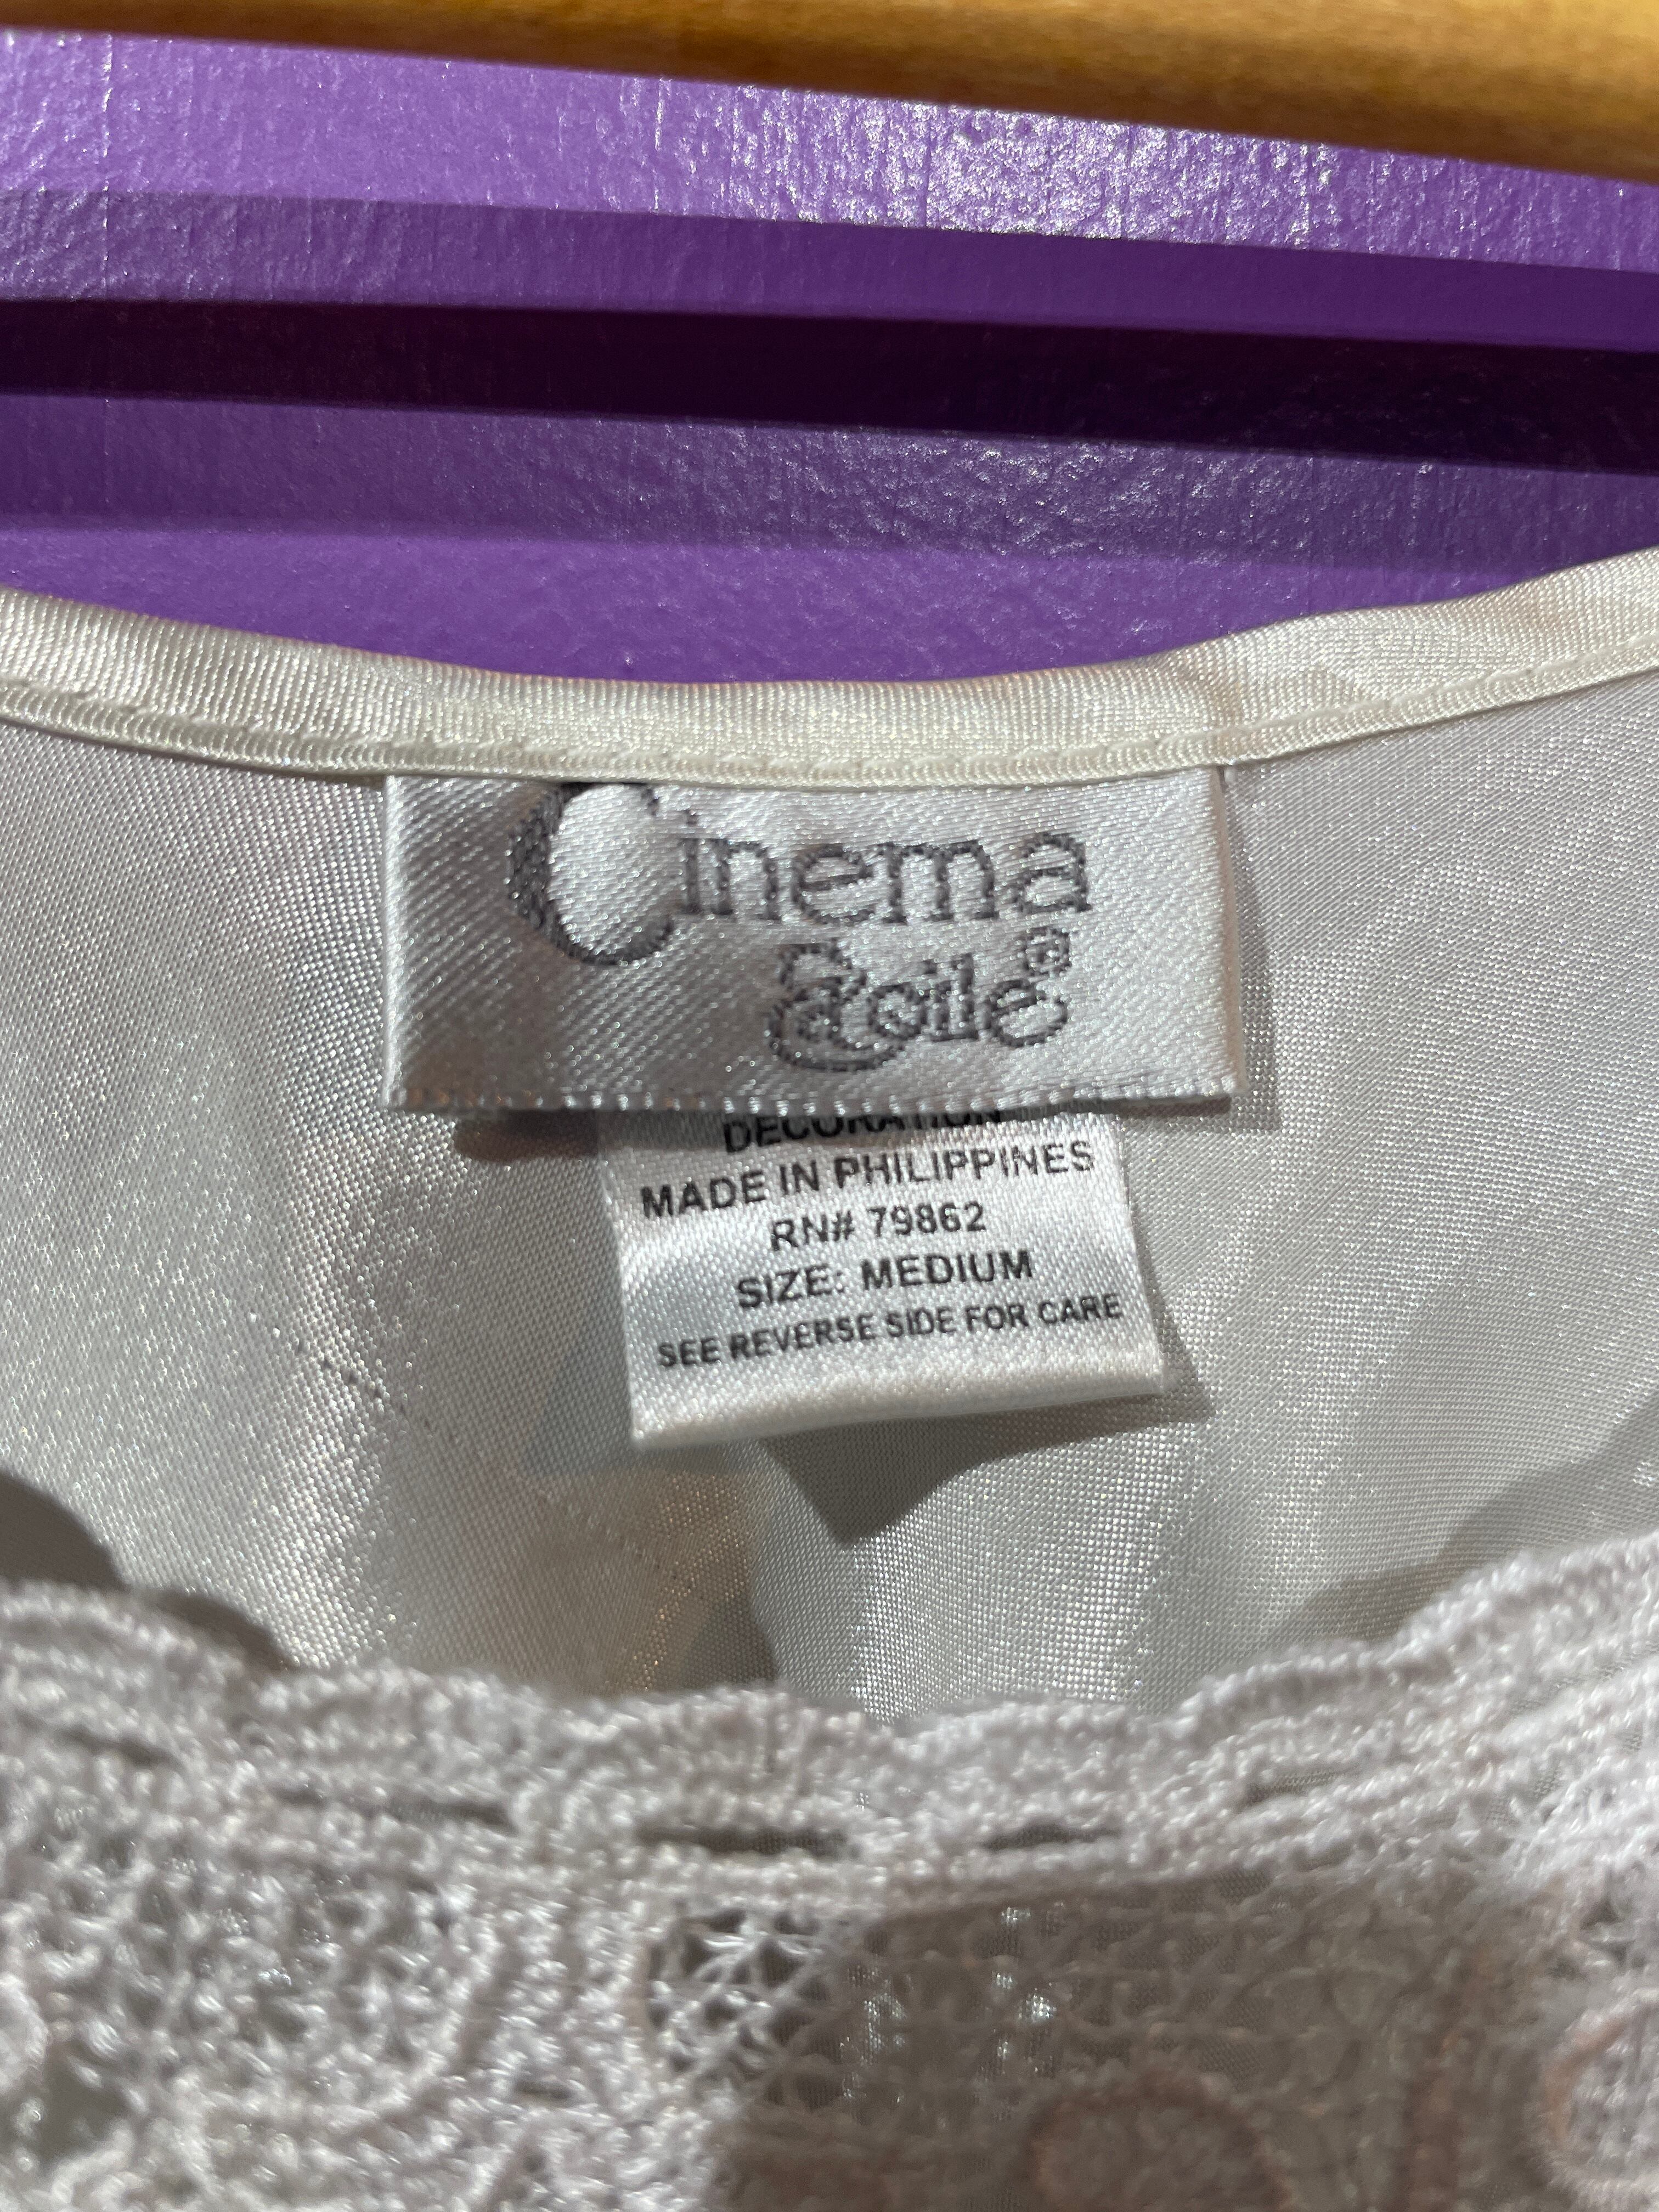 Cinema
Etoile®
DECORATION
MADE IN PHILIPPINES
RN# 79862
SIZE: MEDIUM
SEE REVERSE SIDE FOR CARE